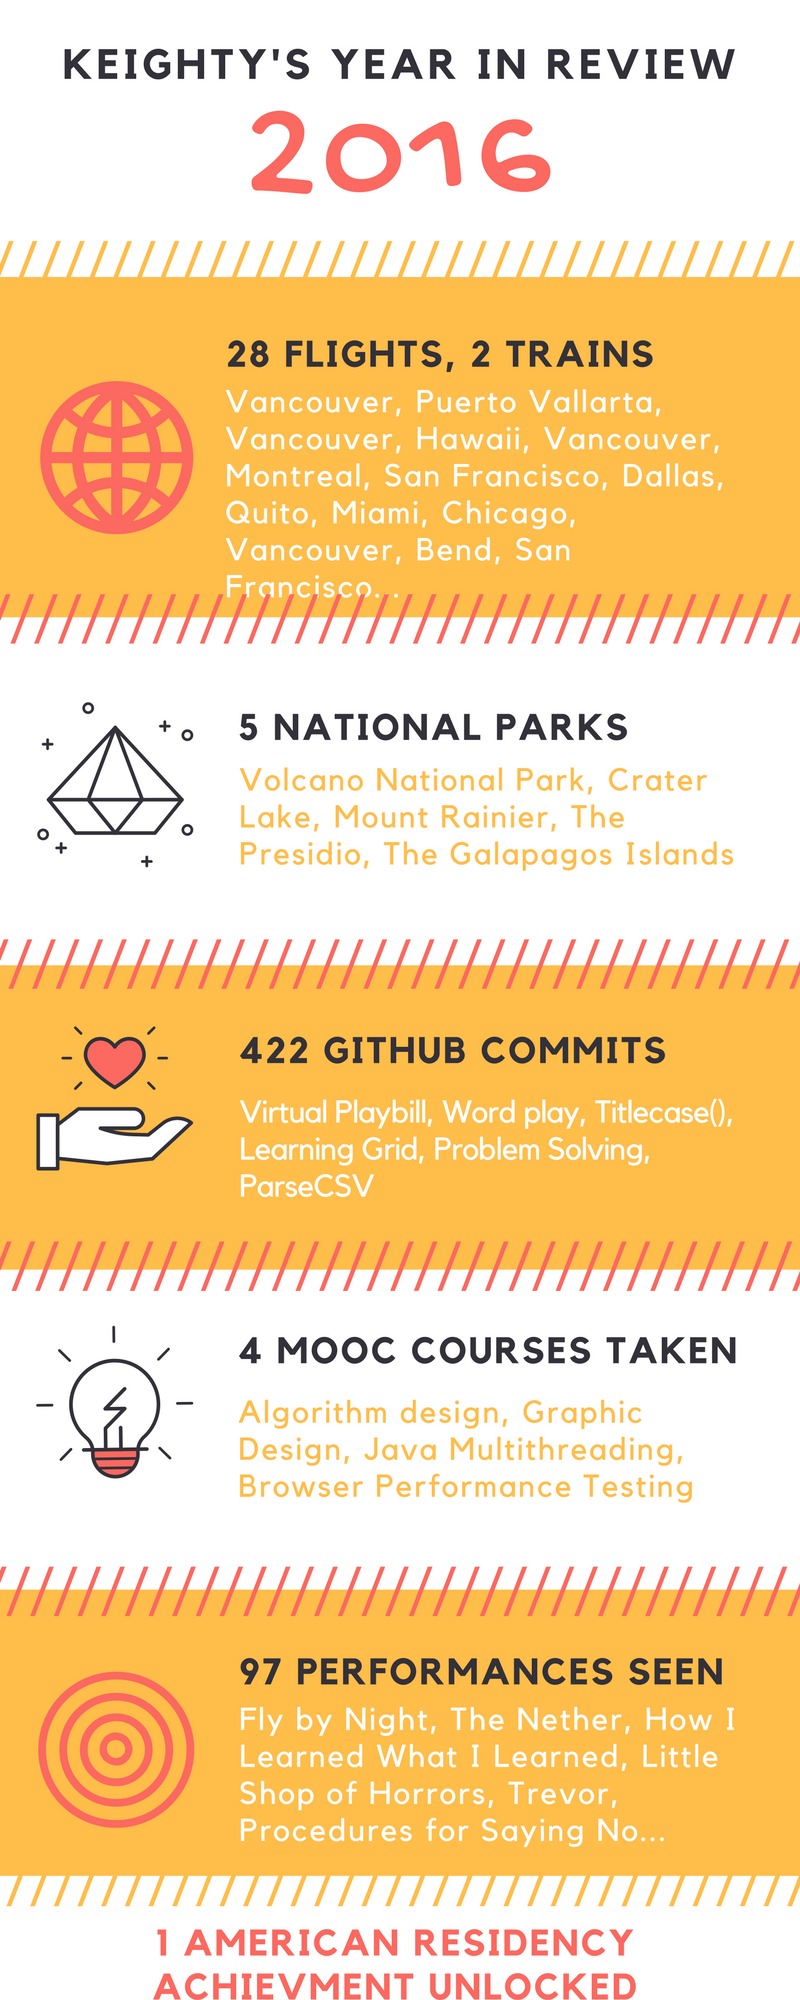 KEIGHTY'S YEAR IN REVIEW
2016
28 FLIGHTS, 2 TRAINS
Vancouver, Puerto Vallarta,
Vancouver, Hawaii, Vancouver,
Montreal, San Francisco, Dallas,
Quito, Miami, Chicago,
Vancouver, Bend, San
Francisco...
5 NATIONAL PARKS
Volcano National Park, Crater
Lake, Mount Rainier, The
Presidio, The Galapagos Islands
422 GITHUB COMMITS
Virtual Playbill, Word play, Titlecase(),
Learning Grid, Problem Solving,
ParseCSV
4 MOOC COURSES TAKEN
Algorithm design, Graphic
Design, Java Multithreading,
Browser Performance Testing
97 PERFORMANCES SEEN
Fly by Night, The Nether, How I
Learned What I Learned, Little
Shop of Horrors, Trevor,
Procedures for Saying No...
1 AMERICAN RESIDENCY
ACHIEVMENT UNLOCKED